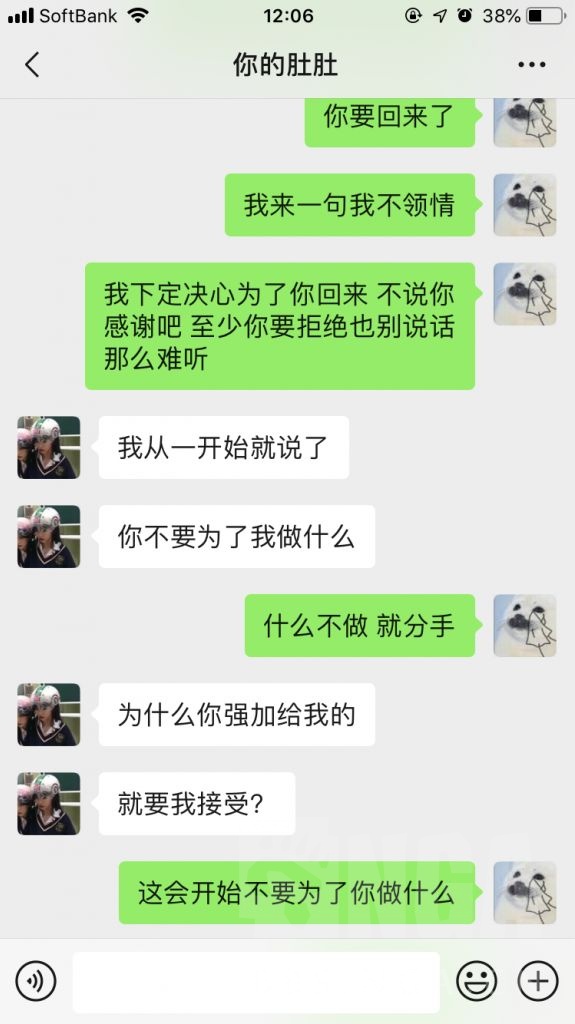 SoftBank
12:06
38%
你的肚肚
你要回来了
我来一句我不领情
我下定决心为了你回来 不说你
感谢吧 至少你要拒绝也别说话
那么难听
我从一开始就说了
你不要为了我做什么
什么不做 就分手
为什么你强加给我的
就要我接受?
这会开始不要为了你做什么
NGA